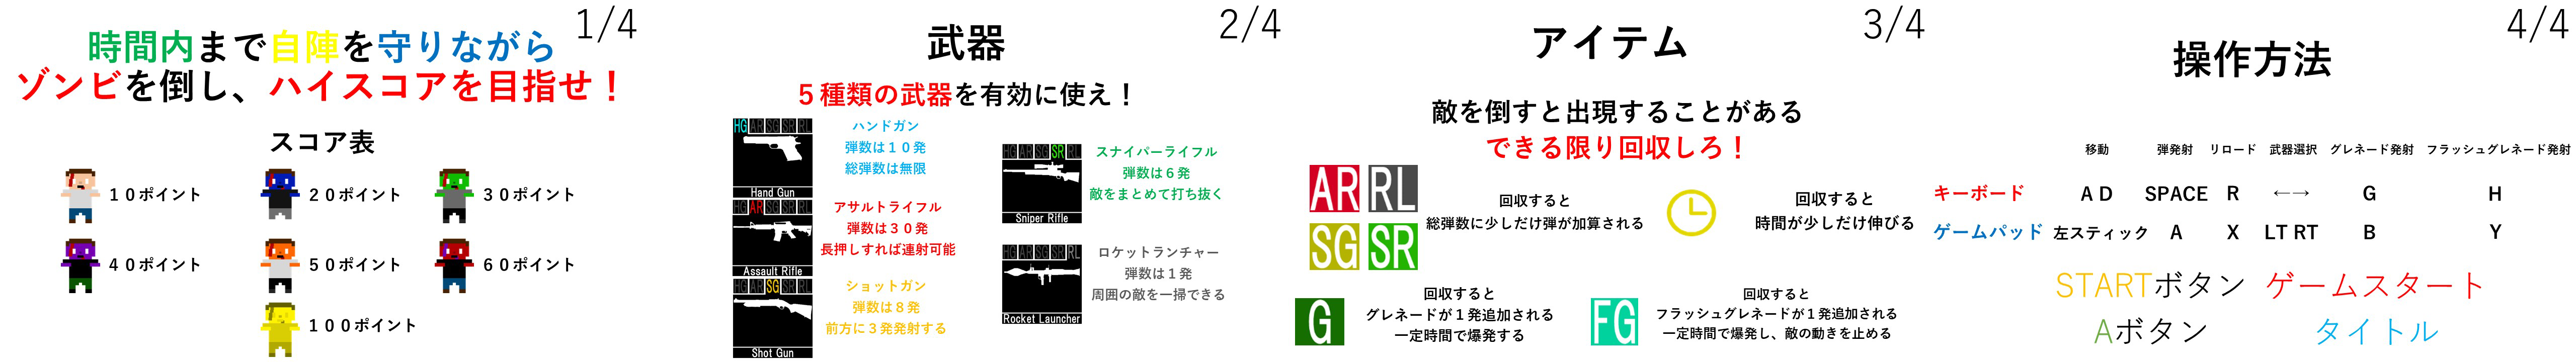 1/4
時間内まで自陣を守りながら
ゾンビを倒し、ハイスコアを目指せ！
スコア表
１０ポイント
２０ポイント
３０ポイント
４０ポイント
５０ポイント
６０ポイント
１００ポイント
2/4
武器
５種類の武器を有効に使え！
HG AR SG SR RL
Hand Gun
ハンドガン
弾数は１０発
総弾数は無限
HG AR SG SR RL
Assault Rifle
アサルトライフル
弾数は３０発
長押しすれば連射可能
HG AR SG SR RL
Shot Gun
ショットガン
弾数は８発
前方に３発発射する
HG AR SG SR RL
Sniper Rifle
スナイパーライフル
弾数は６発
敵をまとめて打ち抜く
HG AR SG SR RL
Rocket Launcher
ロケットランチャー
弾数は１発
周囲の敵を一掃できる
3/4
アイテム
敵を倒すと出現することがある
できる限り回収しろ！
AR RL
SG SR
回収すると
総弾数に少しだけ弾が加算される
回収すると
時間が少しだけ伸びる
G
回収すると
グレネードが１発追加される
一定時間で爆発する
FG
回収すると
フラッシュグレネードが１発追加される
一定時間で爆発し、敵の動きを止める
4/4
操作方法
移動 弾発射 リロード 武器選択 グレネード発射 フラッシュグレネード発射
キーボード A D SPACE R ←→ G H
ゲームパッド 左スティック A X LT RT B Y
STARTボタン ゲームスタート
Aボタン タイトル